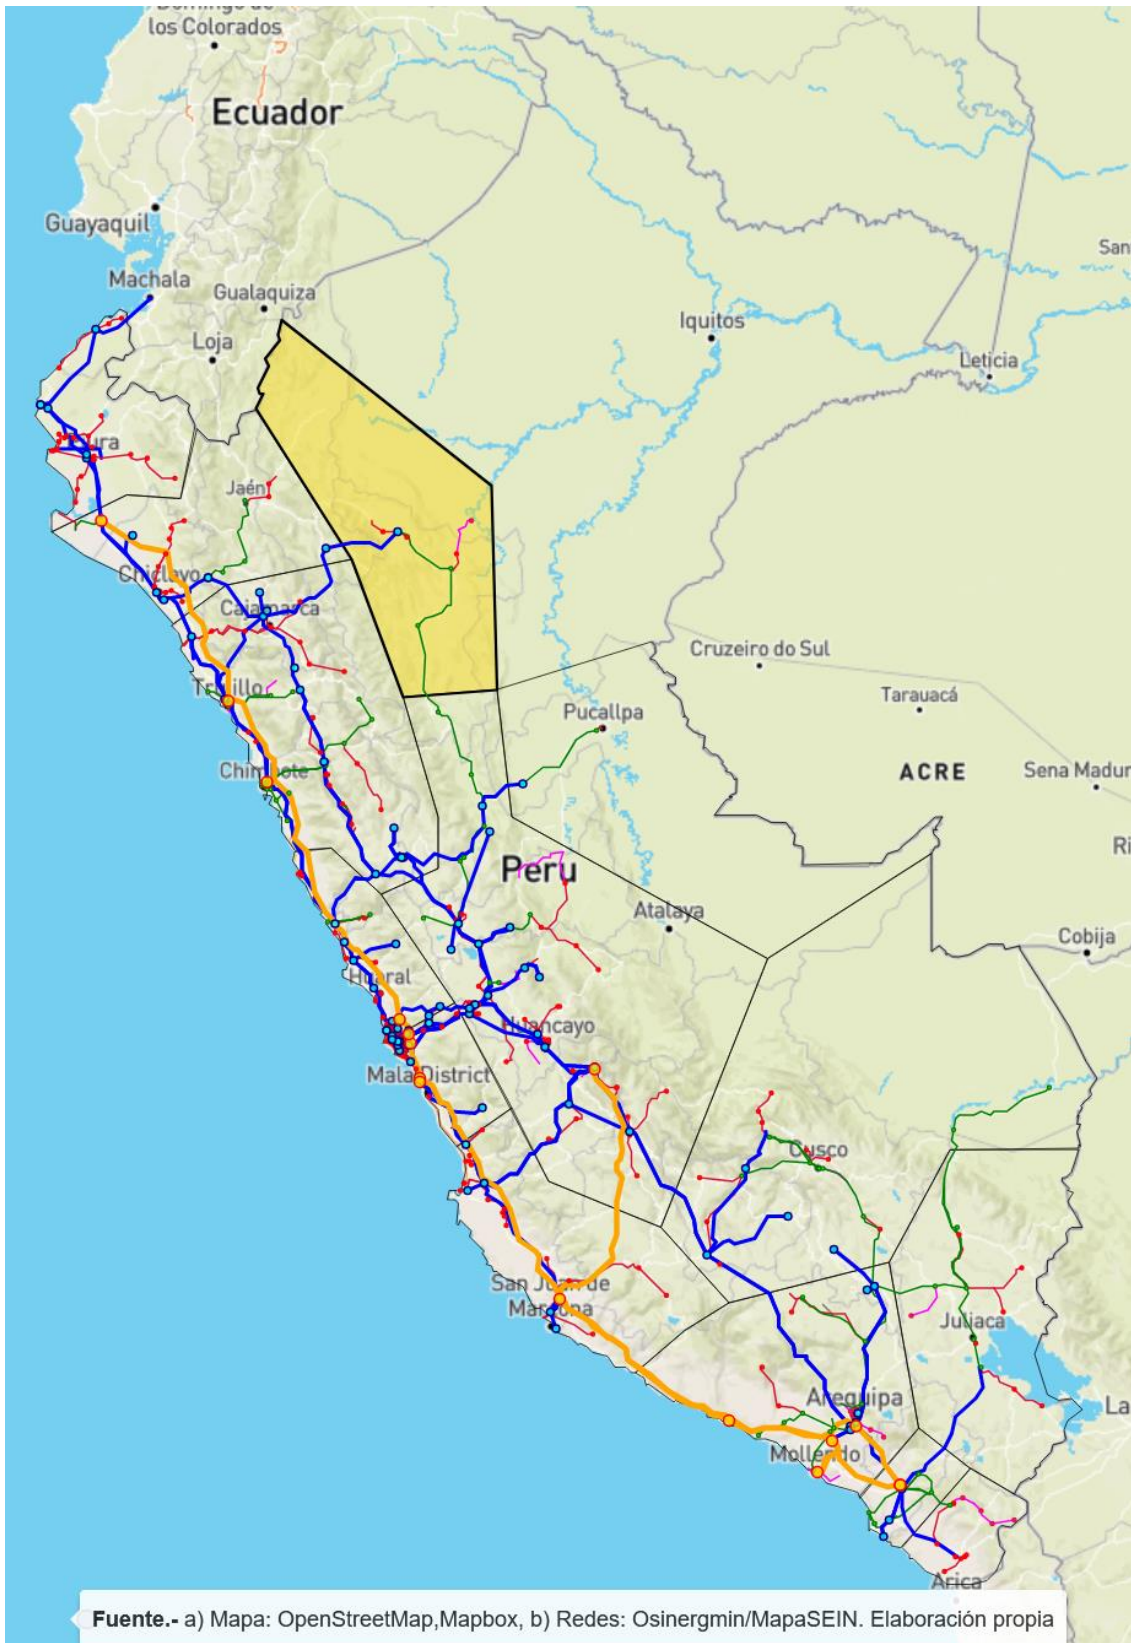 los Colorados
Ecuador
Guayaquil
Machala
Gualaquiza
Loja
Iquitos
San
Leticia
Jaén
Chiclayo
Cajamarca
Cruzeiro do Sul
Tarauacá
Trujillo
Pucallpa
Chimbote
ACRE
Sena Madur
Peru
Ri
Atalaya
Cobija
Huaral
Huancayo
Mala District
Cusco
San Juan de
Marcona
Juliaca
Arequipa
La
Mollendo
Arica
Fuente.- a) Mapa: OpenStreetMap,Mapbox, b) Redes: Osinergmin/MapaSEIN. Elaboración propia